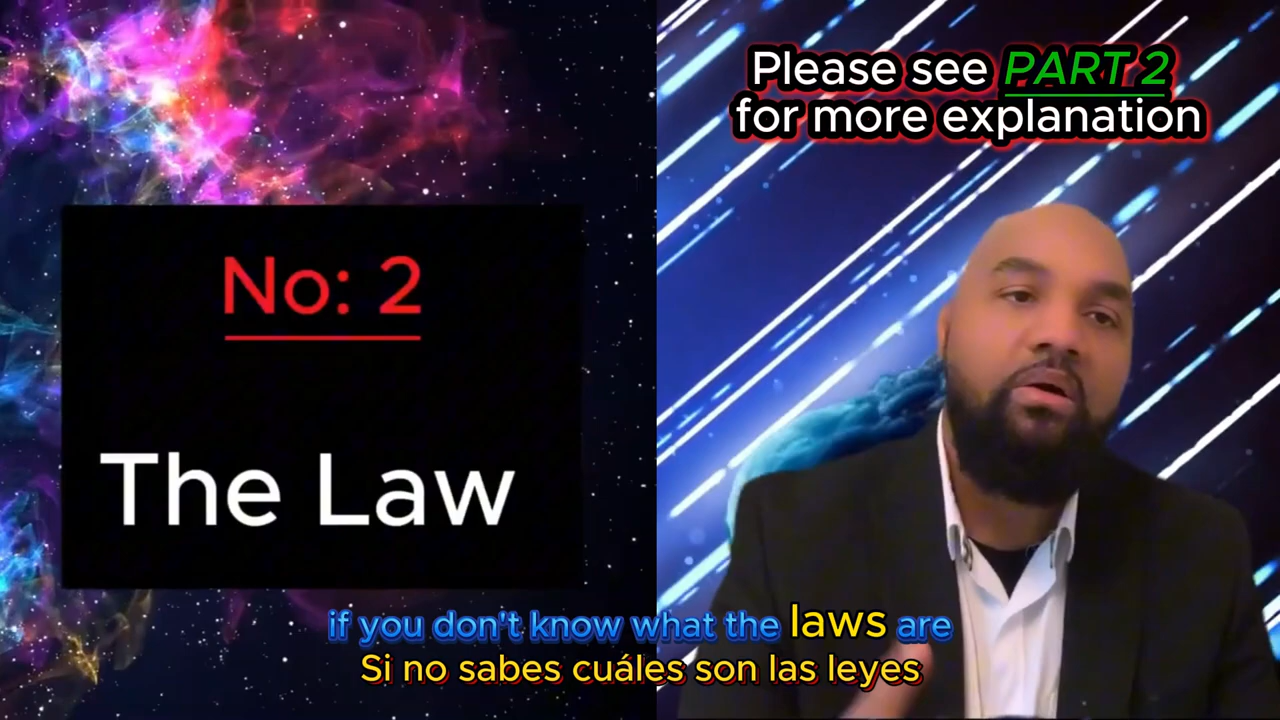 No: 2
The Law
Please see PART 2
for more explanation
if you don't know what the laws are
Si no sabes cuáles son las leyes